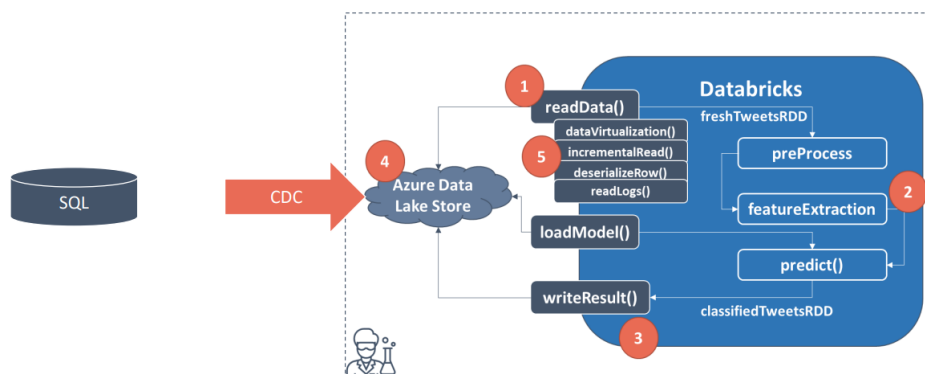 Databricks
1
readData()
freshTweetsRDD
dataVirtualization()
5
incrementalRead()
preProcess
4
deserializeRow()
readLogs()
Azure Data
Lake Store
SQL
CDC
2
featureExtraction
loadModel()
predict()
writeResult()
classifiedTweetsRDD
3